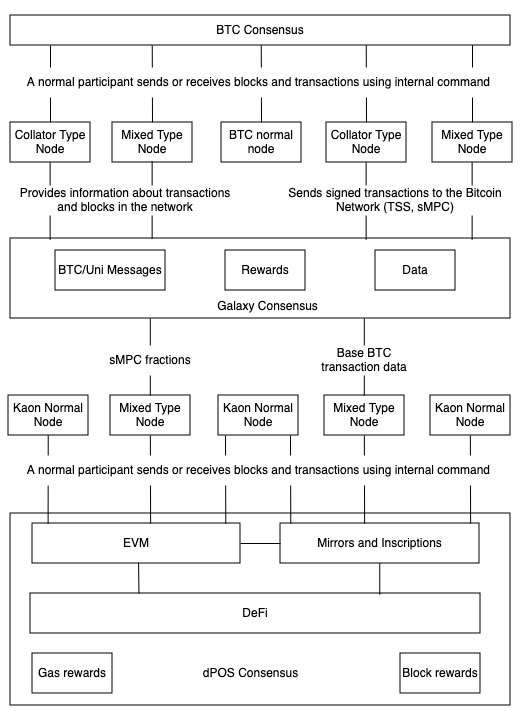 BTC Consensus
A normal participant sends or receives blocks and transactions using internal command
Collator Type
Node
Mixed Type
Node
BTC normal
node
Collator Type
Node
Mixed Type
Node
Provides information about transactions
and blocks in the network
Sends signed transactions to the Bitcoin
Network (TSS, sMPC)
BTC/Uni Messages
Rewards
Data
Galaxy Consensus
sMPC fractions
Base BTC
transaction data
Kaon Normal
Node
Mixed Type
Node
Kaon Normal
Node
Mixed Type
Node
Kaon Normal
Node
A normal participant sends or receives blocks and transactions using internal command
EVM
Mirrors and Inscriptions
DeFi
Gas rewards
dPOS Consensus
Block rewards